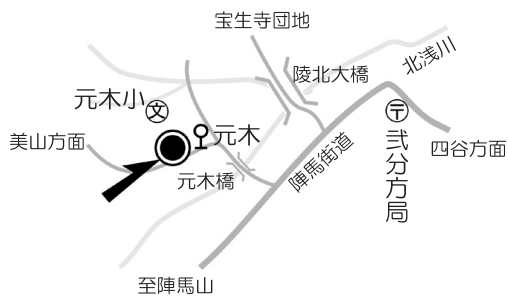 宝生寺団地
北浅川
陵北大橋
元木小
文
元木
〒
弐分方局
美山方面
四谷方面
元木橋
陣馬街道
至陣馬山